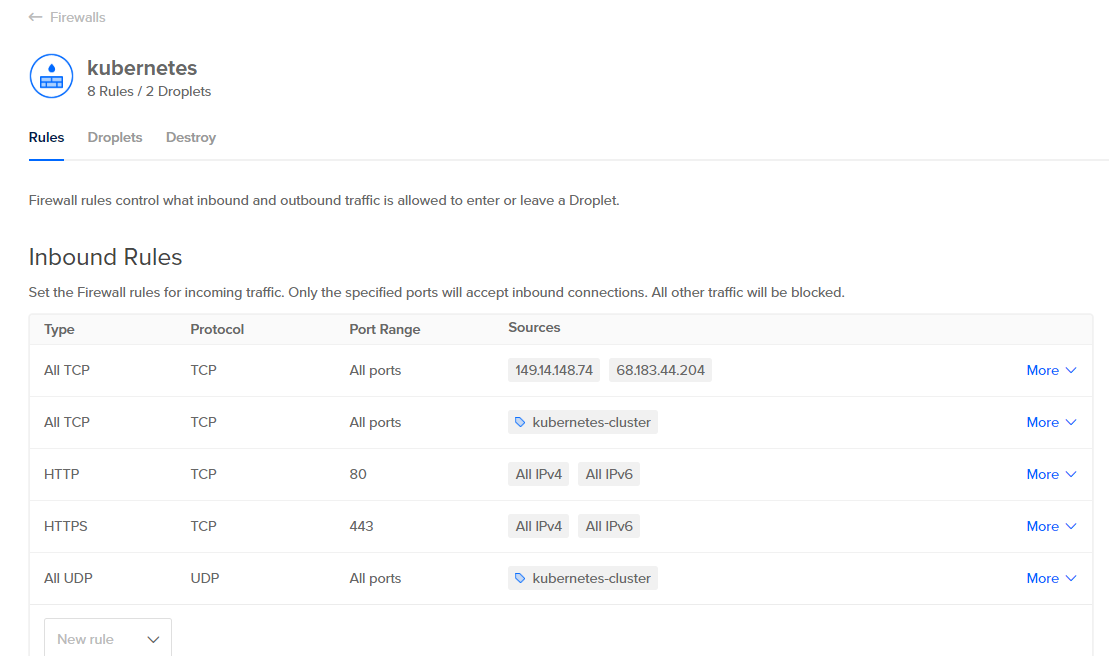 ← Firewalls
kubernetes
8 Rules / 2 Droplets
Rules Droplets Destroy
Firewall rules control what inbound and outbound traffic is allowed to enter or leave a Droplet.
Inbound Rules
Set the Firewall rules for incoming traffic. Only the specified ports will accept inbound connections. All other traffic will be blocked.
Type Protocol Port Range Sources
All TCP TCP All ports 149.14.148.74 68.183.44.204 More
All TCP TCP All ports kubernetes-cluster More
HTTP TCP 80 All IPv4 All IPv6 More
HTTPS TCP 443 All IPv4 All IPv6 More
All UDP UDP All ports kubernetes-cluster More
New rule